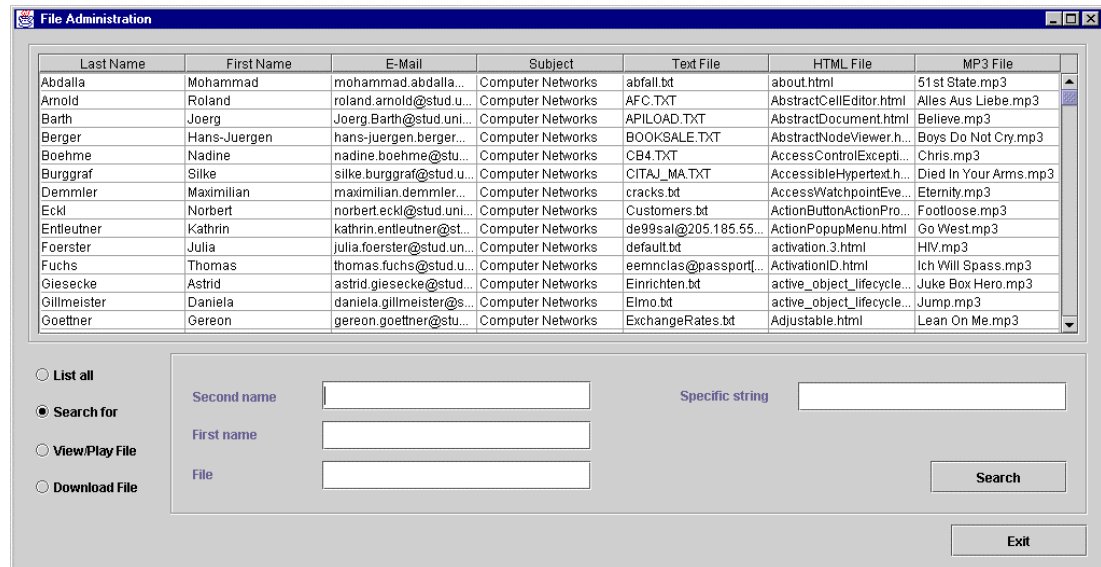 File Administration
Last Name First Name E-Mail Subject Text File HTML File MP3 File
Abdalla Mohammad mohammad.abdalla... Computer Networks abfall.txt about.html 51st State.mp3
Arnold Roland roland.arnold@stud.u... Computer Networks AFC.TXT AbstractCellEditor.html Alles Aus Liebe.mp3
Barth Joerg Joerg.Barth@stud.uni... Computer Networks APILOAD.TXT AbstractDocument.html Believe.mp3
Berger Hans-Juergen hans-juergen.berger... Computer Networks BOOKSALE.TXT AbstractNodeViewer.h... Boys Do Not Cry.mp3
Boehme Nadine nadine.boehme@stu... Computer Networks CB4.TXT AccessControlExcepti... Chris.mp3
Burggraf Silke silke.burggraf@stud.u... Computer Networks CITAJ_MA.TXT AccessibleHypertext.h... Died In Your Arms.mp3
Demmler Maximilian maximilian.demmler... Computer Networks cracks.txt AccessWatchpointEve... Eternity.mp3
Eckl Norbert norbert.eckl@stud.uni... Computer Networks Customers.txt ActionButtonActionPro... Footloose.mp3
Entleutner Kathrin kathrin.entleutner@st... Computer Networks de99sal@205.185.55... ActionPopupMenu.html Go West.mp3
Foerster Julia julia.foerster@stud.un... Computer Networks default.txt activation.3.html HIV.mp3
Fuchs Thomas thomas.fuchs@stud.u... Computer Networks eemnclas@passport[... ActivationID.html Ich Will Spass.mp3
Giesecke Astrid astrid.giesecke@stud... Computer Networks Einrichten.txt active_object_lifecycle... Juke Box Hero.mp3
Gillmeister Daniela daniela.gillmeister@s... Computer Networks Elmo.txt active_object_lifecycle... Jump.mp3
Goettner Gereon gereon.goettner@stu... Computer Networks ExchangeRates.txt Adjustable.html Lean On Me.mp3
List all
Search for
View/Play File
Download File
Second name
First name
File
Specific string
Search
Exit